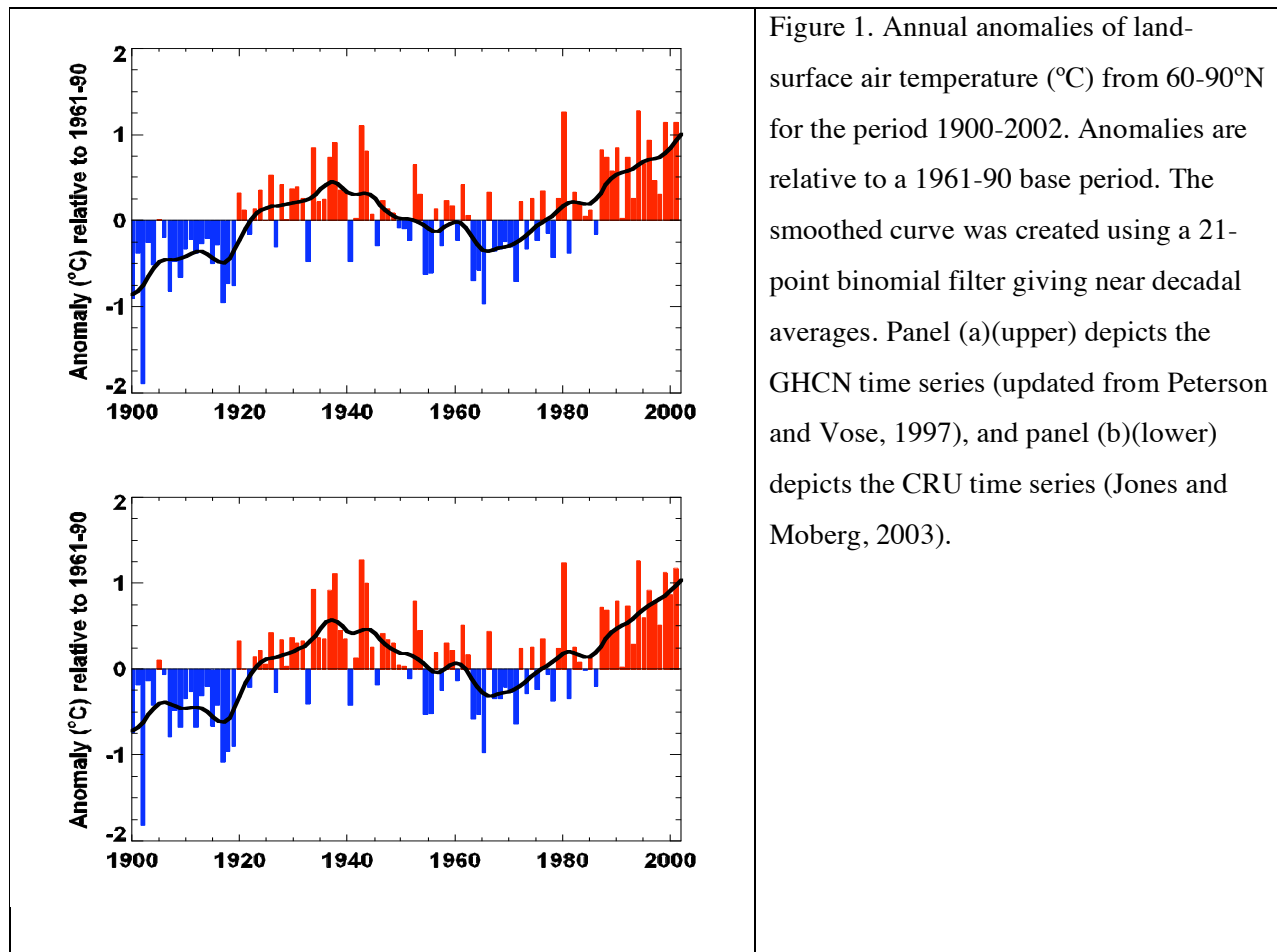 2
1
0
-1
-2
Anomaly (°C) relative to 1961-90
1900 1920 1940 1960 1980 2000
2
1
0
-1
-2
Anomaly (°C) relative to 1961-90
1900 1920 1940 1960 1980 2000
Figure 1. Annual anomalies of land-
surface air temperature (ºC) from 60-90ºN
for the period 1900-2002. Anomalies are
relative to a 1961-90 base period. The
smoothed curve was created using a 21-
point binomial filter giving near decadal
averages. Panel (a)(upper) depicts the
GHCN time series (updated from Peterson
and Vose, 1997), and panel (b)(lower)
depicts the CRU time series (Jones and
Moberg, 2003).